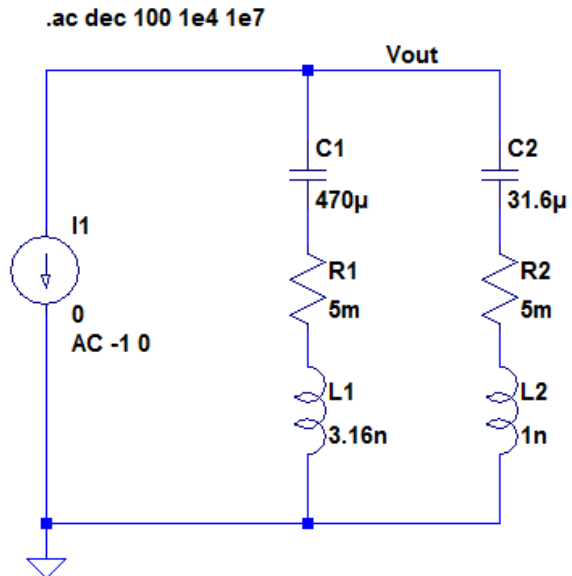 .ac dec 100 1e4 1e7
Vout
C1
470µ
C2
31.6µ
I1
0
AC -1 0
R1
5m
R2
5m
L1
3.16n
L2
1n